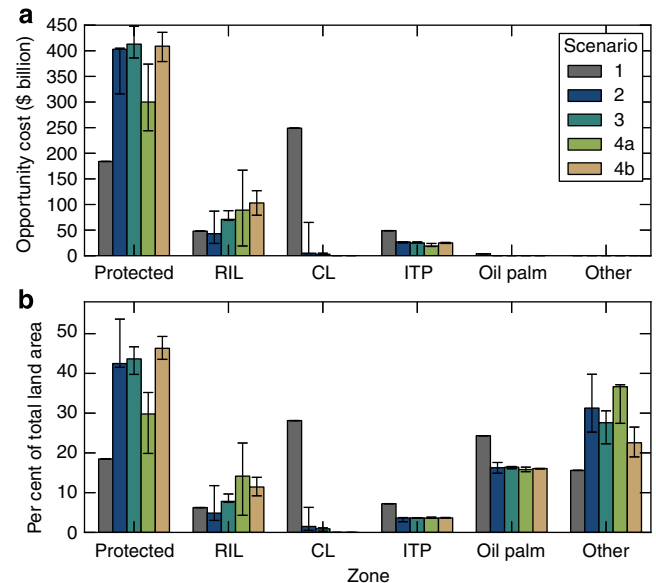 a
Opportunity cost ($ billion)
450
400
350
300
250
200
150
100
50
0
Scenario
1
2
3
4a
4b
Protected RIL CL ITP Oil palm Other
b
Per cent of total land area
50
40
30
20
10
0
Protected RIL CL ITP Oil palm Other
Zone